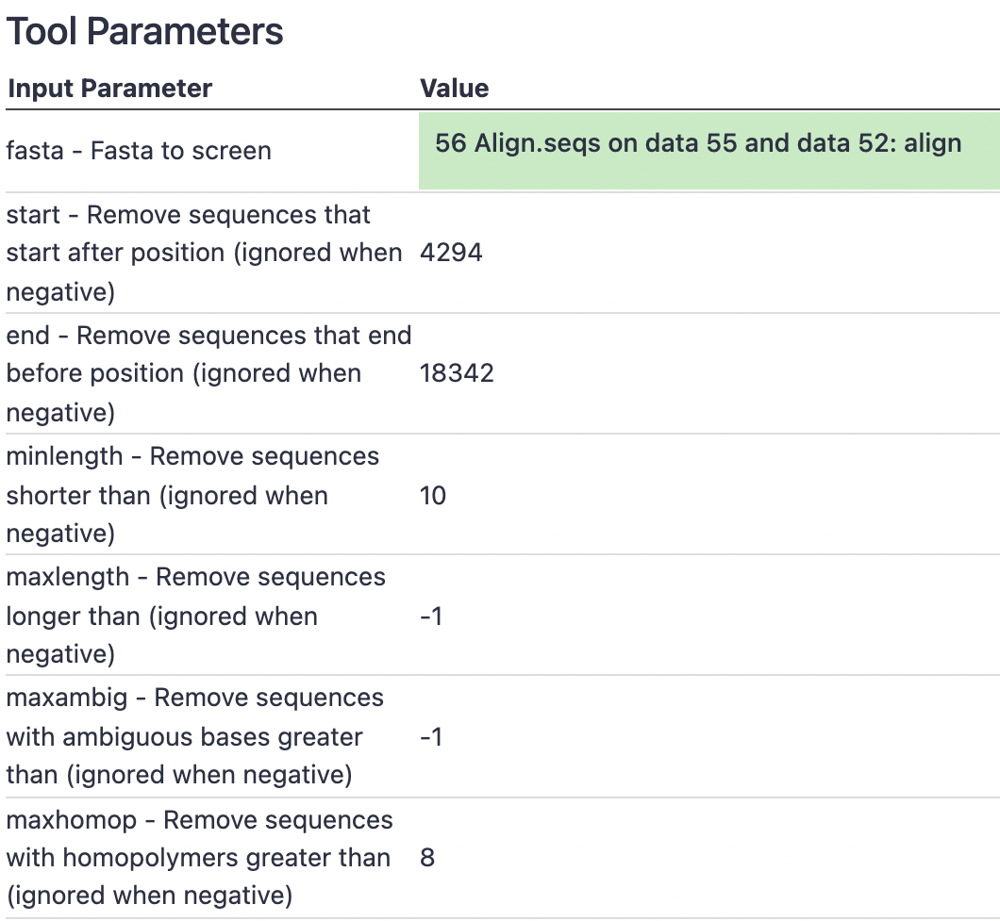 Tool Parameters
Input Parameter Value
fasta - Fasta to screen 56 Align.seqs on data 55 and data 52: align
start - Remove sequences that
start after position (ignored when 4294
negative)
end - Remove sequences that end
before position (ignored when 18342
negative)
minlength - Remove sequences
shorter than (ignored when 10
negative)
maxlength - Remove sequences
longer than (ignored when -1
negative)
maxambig - Remove sequences
with ambiguous bases greater -1
than (ignored when negative)
maxhomop - Remove sequences
with homopolymers greater than 8
(ignored when negative)